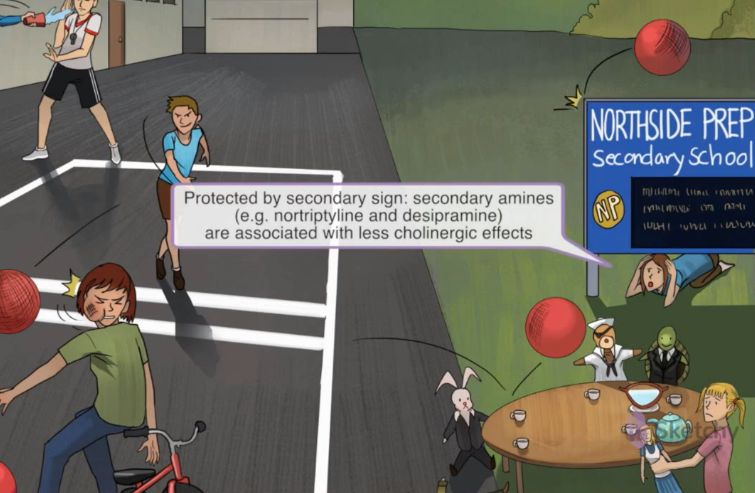 NORTHSIDE PREP
Secondary School
NP
Protected by secondary sign: secondary amines
(e.g. nortriptyline and desipramine)
are associated with less cholinergic effects
Sketchy